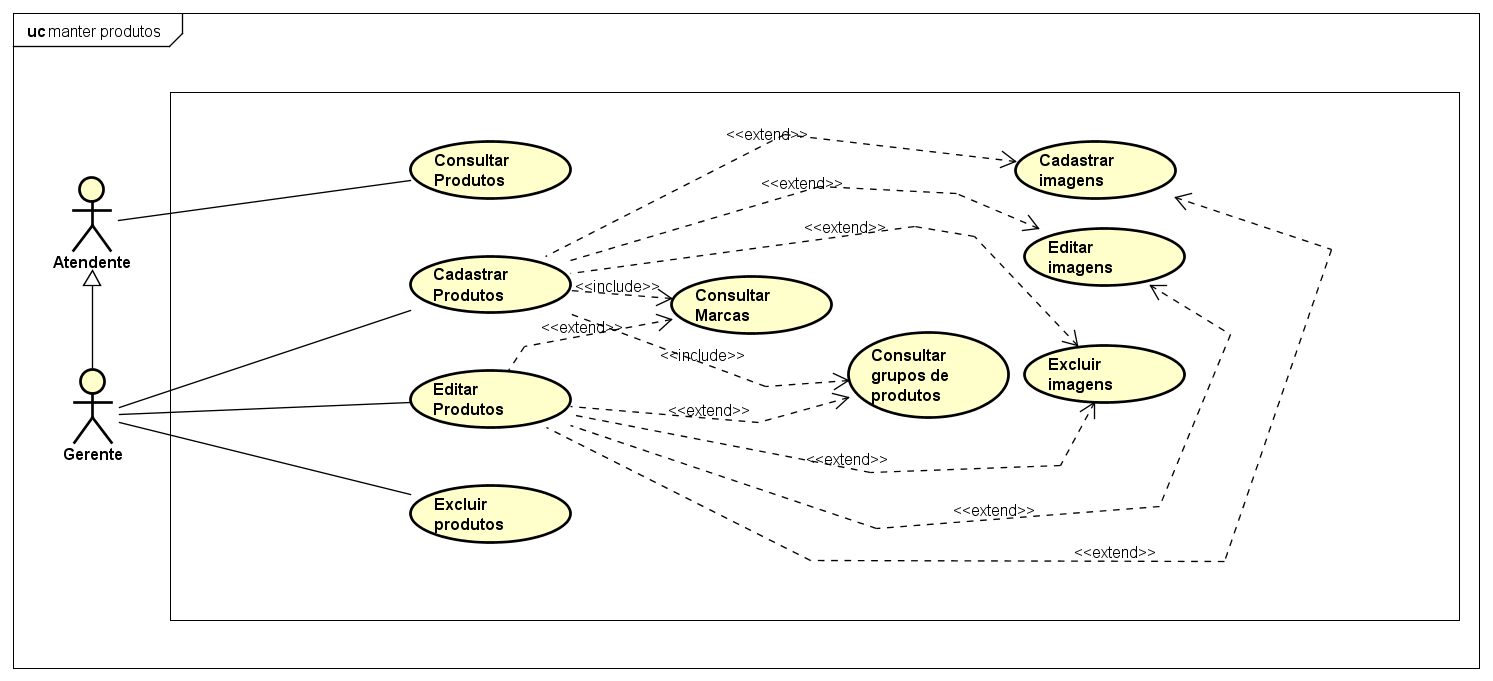 uc manter produtos
<<extend>>
Consultar
Produtos
Cadastrar
imagens
<<extend>>
<<extend>>
Editar
imagens
Atendente
Cadastrar
Produtos
<<include>>
Consultar
Marcas
<<extend>>
<<include>>
Consultar
grupos de
produtos
Excluir
imagens
Editar
Produtos
<<extend>>
Gerente
<<extend>>
Excluir
produtos
<<extend>>
<<extend>>